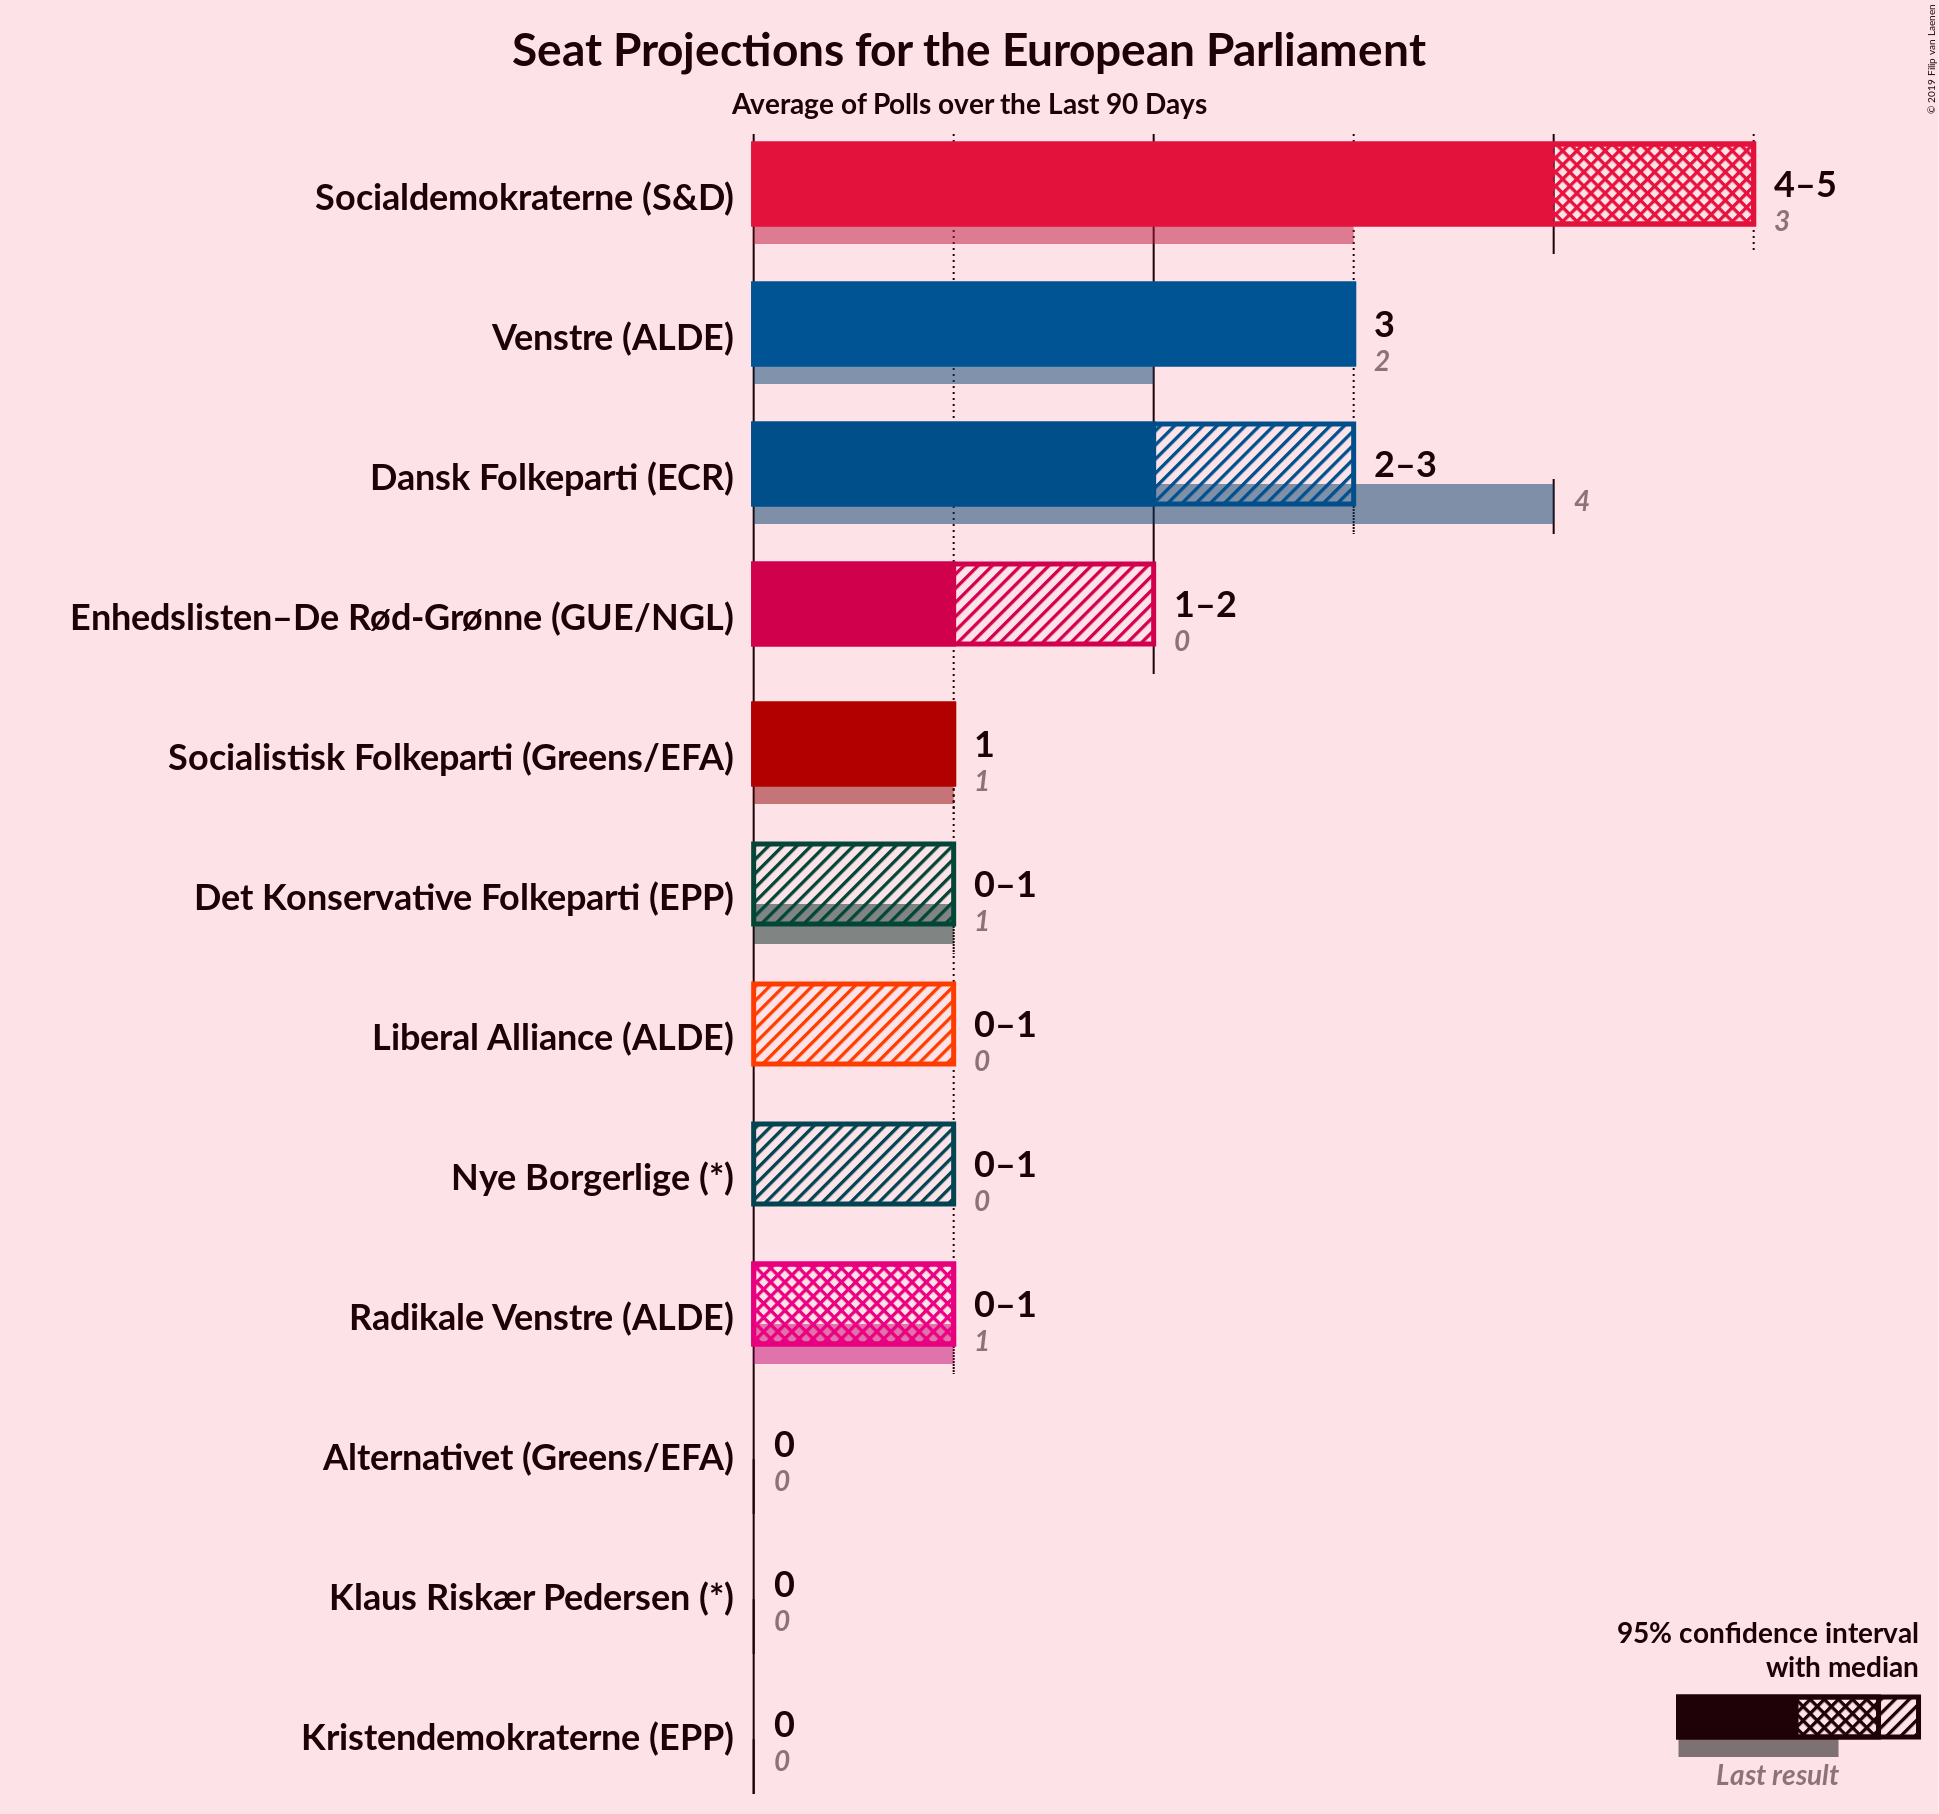 Seat Projections for the European Parliament
Average of Polls over the Last 90 Days
© 2019 Filip van Laenen
Socialdemokraterne (S&D)
4–5
3
Venstre (ALDE)
3
2
Dansk Folkeparti (ECR)
2–3
4
Enhedslisten–De Rød-Grønne (GUE/NGL)
1–2
0
Socialistisk Folkeparti (Greens/EFA)
1
1
Det Konservative Folkeparti (EPP)
0–1
1
Liberal Alliance (ALDE)
0–1
0
Nye Borgerlige (*)
0–1
0
Radikale Venstre (ALDE)
0–1
1
Alternativet (Greens/EFA)
0
0
Klaus Riskær Pedersen (*)
0
0
Kristendemokraterne (EPP)
0
0
95% confidence interval
with median
Last result